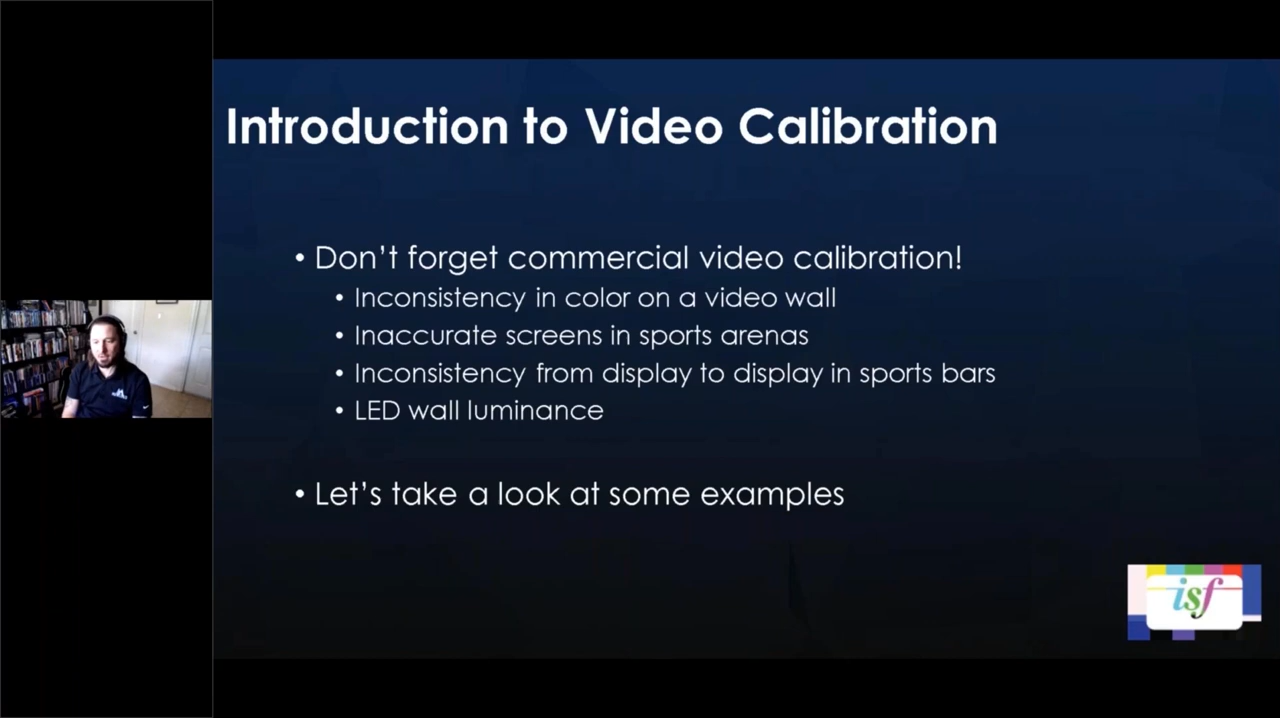 Introduction to Video Calibration
• Don't forget commercial video calibration!
• Inconsistency in color on a video wall
• Inaccurate screens in sports arenas
• Inconsistency from display to display in sports bars
• LED wall luminance
• Let's take a look at some examples
isf